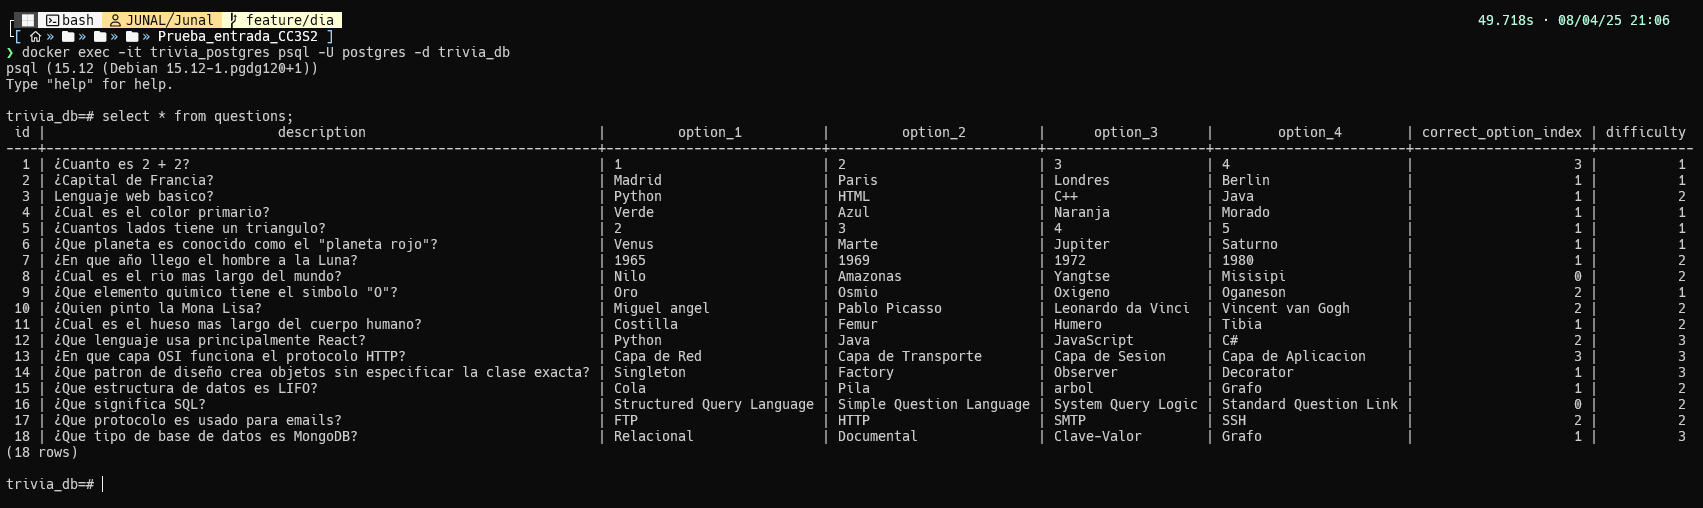 bash JUNAL/Junal feature/dia 49.718s · 08/04/25 21:06
[ » » » » Prueba_entrada_CC3S2 ]
❯ docker exec -it trivia_postgres psql -U postgres -d trivia_db
psql (15.12 (Debian 15.12-1.pgdg120+1))
Type "help" for help.
trivia_db=# select * from questions;
id | description | option_1 | option_2 | option_3 | option_4 | correct_option_index | difficulty
----+----------------------------------------------------------------------+--------------------------+-------------------------+--------------------+------------------------+----------------------+------------
1 | ¿Cuanto es 2 + 2? | 1 | 2 | 3 | 4 | 3 | 1
2 | ¿Capital de Francia? | Madrid | Paris | Londres | Berlin | 1 | 1
3 | Lenguaje web basico? | Python | HTML | C++ | Java | 1 | 2
4 | ¿Cual es el color primario? | Verde | Azul | Naranja | Morado | 1 | 1
5 | ¿Cuantos lados tiene un triangulo? | 2 | 3 | 4 | 5 | 1 | 1
6 | ¿Que planeta es conocido como el "planeta rojo"? | Venus | Marte | Jupiter | Saturno | 1 | 1
7 | ¿En que año llego el hombre a la Luna? | 1965 | 1969 | 1972 | 1980 | 1 | 2
8 | ¿Cual es el rio mas largo del mundo? | Nilo | Amazonas | Yangtse | Misisipi | 0 | 2
9 | ¿Que elemento quimico tiene el simbolo "O"? | Oro | Osmio | Oxigeno | Oganeson | 2 | 1
10 | ¿Quien pinto la Mona Lisa? | Miguel angel | Pablo Picasso | Leonardo da Vinci | Vincent van Gogh | 2 | 2
11 | ¿Cual es el hueso mas largo del cuerpo humano? | Costilla | Femur | Humero | Tibia | 1 | 2
12 | ¿Que lenguaje usa principalmente React? | Python | Java | JavaScript | C# | 2 | 3
13 | ¿En que capa OSI funciona el protocolo HTTP? | Capa de Red | Capa de Transporte | Capa de Sesion | Capa de Aplicacion | 3 | 3
14 | ¿Que patron de diseño crea objetos sin especificar la clase exacta? | Singleton | Factory | Observer | Decorator | 1 | 3
15 | ¿Que estructura de datos es LIFO? | Cola | Pila | arbol | Grafo | 1 | 2
16 | ¿Que significa SQL? | Structured Query Language | Simple Question Language | System Query Logic | Standard Question Link | 0 | 2
17 | ¿Que protocolo es usado para emails? | FTP | HTTP | SMTP | SSH | 2 | 2
18 | ¿Que tipo de base de datos es MongoDB? | Relacional | Documental | Clave-Valor | Grafo | 1 | 3
(18 rows)
trivia_db=#